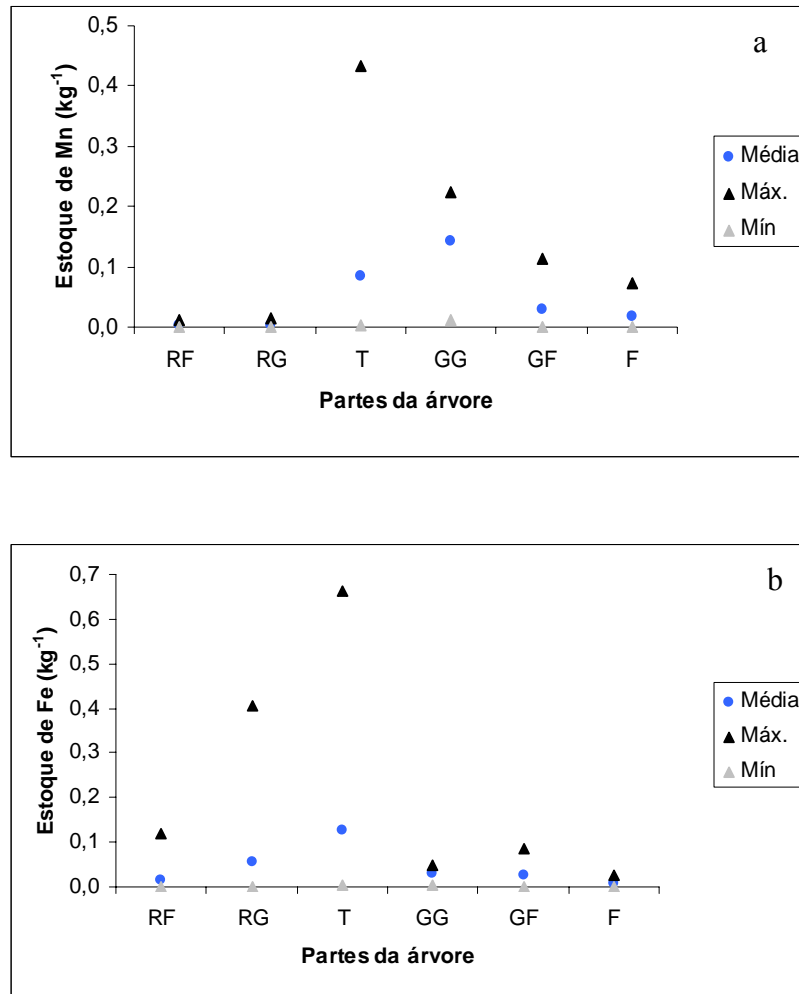 a
0,5
0,4
0,3
0,2
0,1
0,0
Estoque de Mn (kg-1)
RF RG T GG GF F
Partes da árvore
Média
Máx.
Mín
b
0,7
0,6
0,5
0,4
0,3
0,2
0,1
0,0
Estoque de Fe (kg-1)
RF RG T GG GF F
Partes da árvore
Média
Máx.
Mín